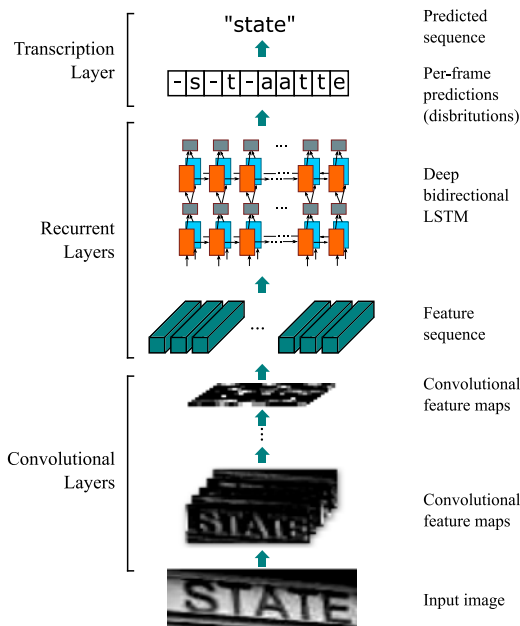 "state"
Predicted
sequence
Transcription
Layer
-s-t-aatte
Per-frame
predictions
(disbritutions)
Recurrent
Layers
Deep
bidirectional
LSTM
Feature
sequence
Convolutional
feature maps
Convolutional
Layers
STATE
Convolutional
feature maps
STATE
Input image